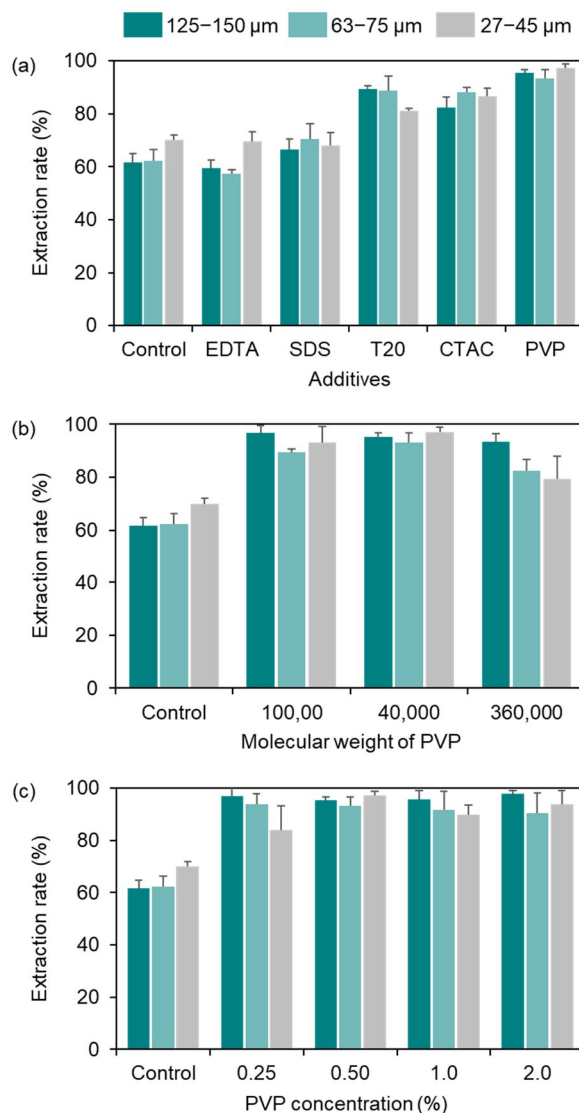 125–150 μm 63–75 μm 27–45 μm
(a)
100
80
60
40
20
0
Extraction rate (%)
Control EDTA SDS T20 CTAC PVP
Additives
(b)
100
80
60
40
20
0
Extraction rate (%)
Control 100,00 40,000 360,000
Molecular weight of PVP
(c)
100
80
60
40
20
0
Extraction rate (%)
Control 0.25 0.50 1.0 2.0
PVP concentration (%)